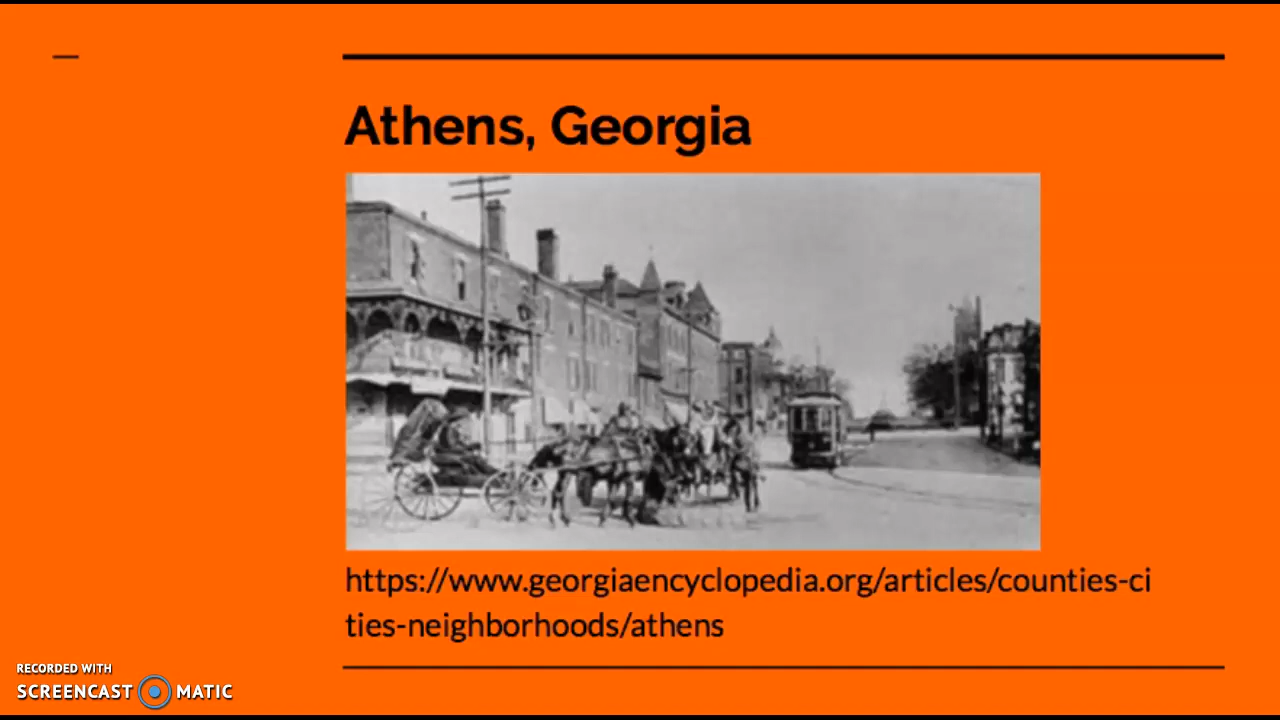 Athens, Georgia
https://www.georgiaencyclopedia.org/articles/counties-ci
ties-neighborhoods/athens
RECORDED WITH
SCREENCAST MATIC